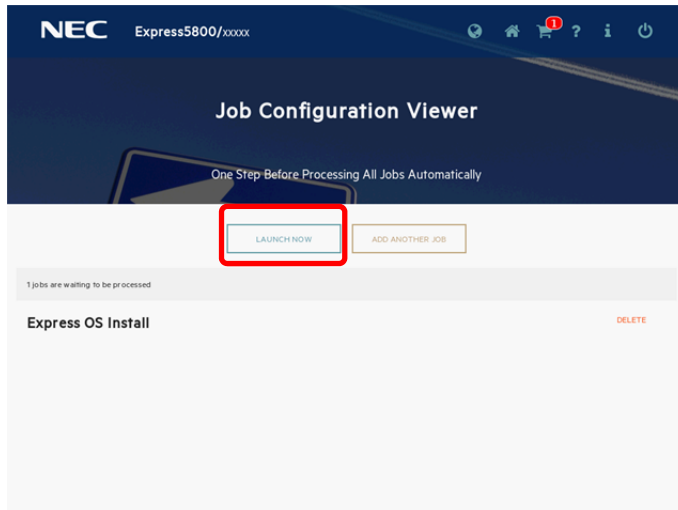 NEC Express5800/xxxxx 1 ? i
Job Configuration Viewer
One Step Before Processing All Jobs Automatically
LAUNCH NOW ADD ANOTHER JOB
1 jobs are waiting to be processed
Express OS Install DELETE